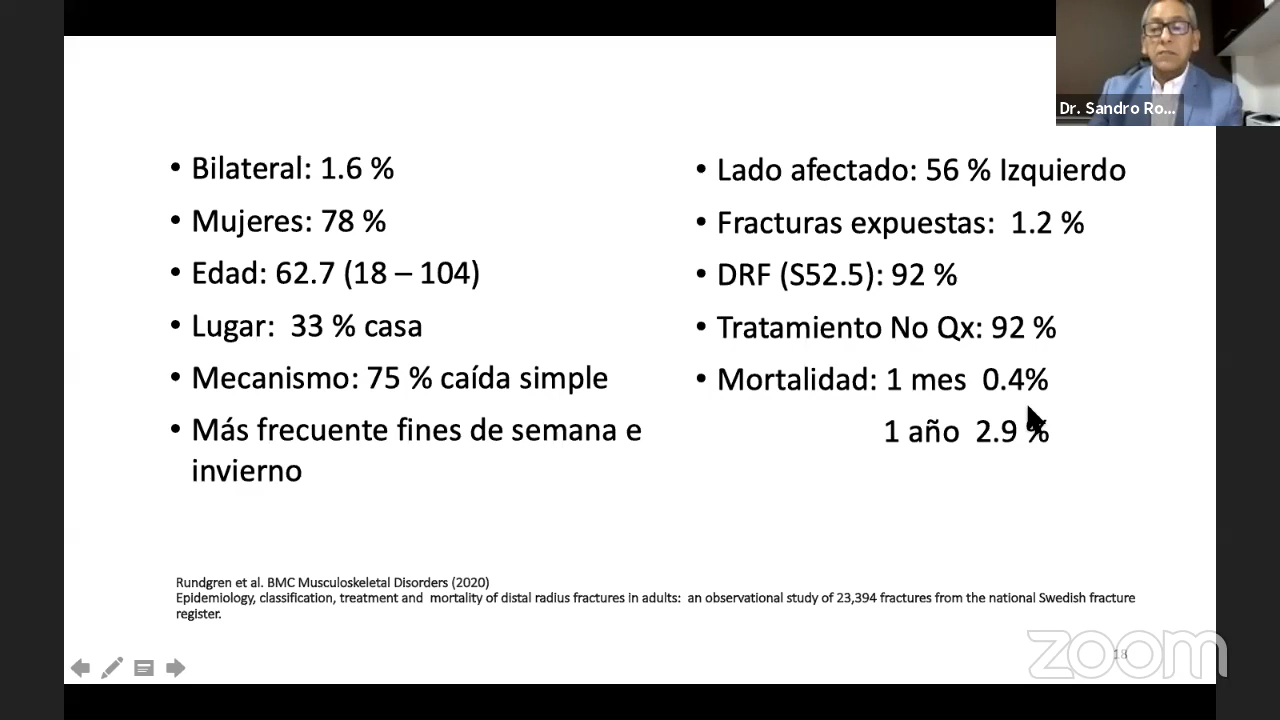 Dr. Sandro Ro...
• Bilateral: 1.6 %
• Mujeres: 78 %
• Edad: 62.7 (18 – 104)
• Lugar:  33 % casa
• Mecanismo: 75 % caída simple
• Más frecuente fines de semana e
invierno
• Lado afectado: 56 % Izquierdo
• Fracturas expuestas:  1.2 %
• DRF (S52.5): 92 %
• Tratamiento No Qx: 92 %
• Mortalidad: 1 mes  0.4%
1 año  2.9 %
Rundgren et al. BMC Musculoskeletal Disorders (2020)
Epidemiology, classification, treatment and  mortality of distal radius fractures in adults:  an observational study of 23,394 fractures from the national Swedish fracture
register.
18
zoom